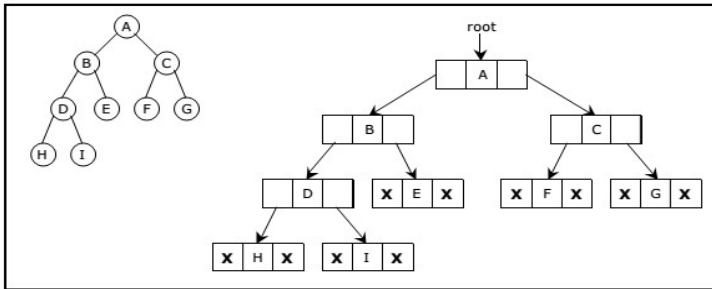 A
root
B C
A
D E F G
B C
H I
D X E X X F X X G X
X H X X I X